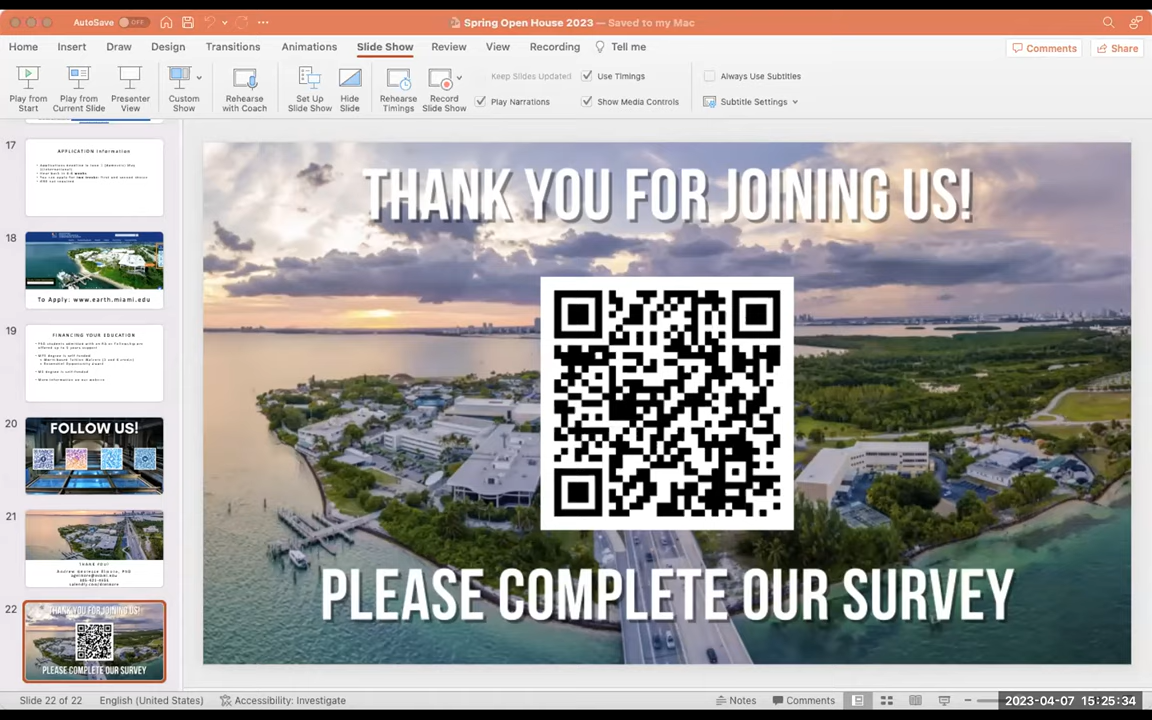 AutoSave OFF
Spring Open House 2023 — Saved to my Mac
Home Insert Draw Design Transitions Animations Slide Show Review View Recording Tell me
Comments Share
Play from Start
Play from Current Slide
Presenter View
Custom Show
Rehearse with Coach
Set Up Slide Show
Hide Slide
Rehearse Timings
Record Slide Show
Keep Slides Updated
Use Timings
Play Narrations
Show Media Controls
Always Use Subtitles
Subtitle Settings
17
APPLICATION Information
18
To Apply: www.earth.miami.edu
19
FINANCING YOUR EDUCATION
20
FOLLOW US!
21
THANK YOU!
22
THANK YOU FOR JOINING US!
PLEASE COMPLETE OUR SURVEY
THANK YOU FOR JOINING US!
PLEASE COMPLETE OUR SURVEY
Slide 22 of 22 English (United States) Accessibility: Investigate
Notes Comments
2023-04-07 15:25:34